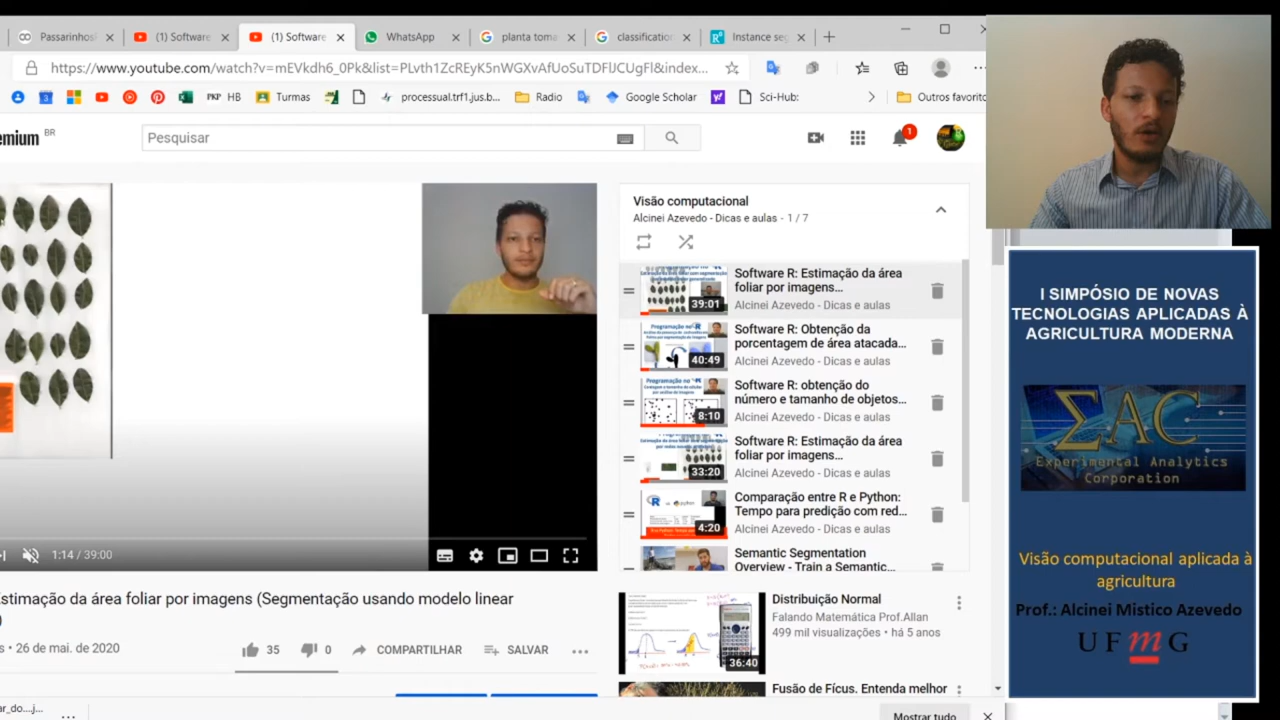 Passarinhos
(1) Software
(1) Software
WhatsApp
planta toma
classification
Instance seg
https://www.youtube.com/watch?v=mEVkdh6_0Pk&list=PLvth1ZcREyK5nWGXvAfUoSuTDFlJCUgFl&index...
HB
Turmas
processual.trf1.jus.b...
Radio
Google Scholar
Sci-Hub:
Outros favorito
emium BR
Pesquisar
1
Visão computacional
Alcinei Azevedo - Dicas e aulas - 1 / 7
Software R: Estimação da área
foliar por imagens...
39:01
Alcinei Azevedo - Dicas e aulas
Software R: Obtenção da
porcentagem de área atacada...
40:49
Alcinei Azevedo - Dicas e aulas
Software R: obtenção do
número e tamanho de objetos...
8:10
Alcinei Azevedo - Dicas e aulas
Software R: Estimação da área
foliar por imagens...
33:20
Alcinei Azevedo - Dicas e aulas
Comparação entre R e Python:
Tempo para predição com red...
4:20
Alcinei Azevedo - Dicas e aulas
Semantic Segmentation
Overview - Train a Semantic...
1:14 / 39:00
stimação da área foliar por imagens (Segmentação usando modelo linear
)
35
0
COMPARTILHAR
SALVAR
Distribuição Normal
Falando Matemática Prof.Allan
499 mil visualizações • há 5 anos
36:40
Fusão de Fícus. Entenda melhor
ar_do...j...
Mostrar tudo
I SIMPÓSIO DE NOVAS
TECNOLOGIAS APLICADAS À
AGRICULTURA MODERNA
ΣAC
Experimental Analytics
Corporation
Visão computacional aplicada à
agricultura
Prof.: Alcinei Mistico Azevedo
UFmG